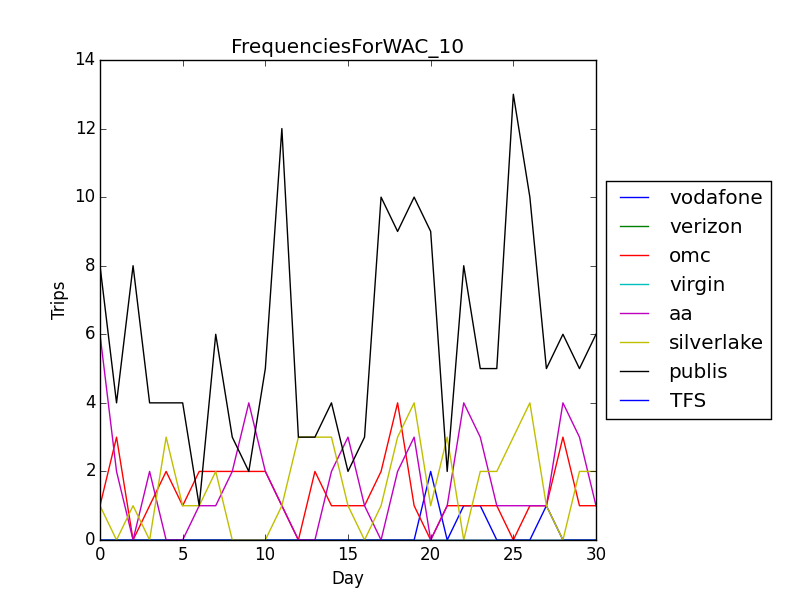 FrequenciesForWAC_10
14
12
10
8
6
4
2
0
Trips
0 5 10 15 20 25 30
Day
vodafone
verizon
omc
virgin
aa
silverlake
publis
TFS